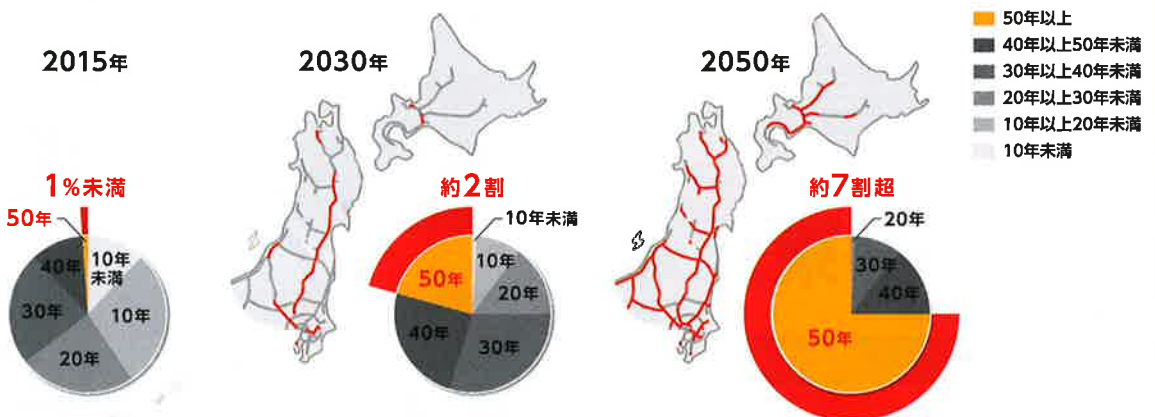 2015年
1%未満
50年
40年
10年
未満
30年
10年
20年
2030年
約2割
10年未満
50年
10年
20年
40年
30年
2050年
約7割超
20年
30年
40年
50年
50年以上
40年以上50年未満
30年以上40年未満
20年以上30年未満
10年以上20年未満
10年未満